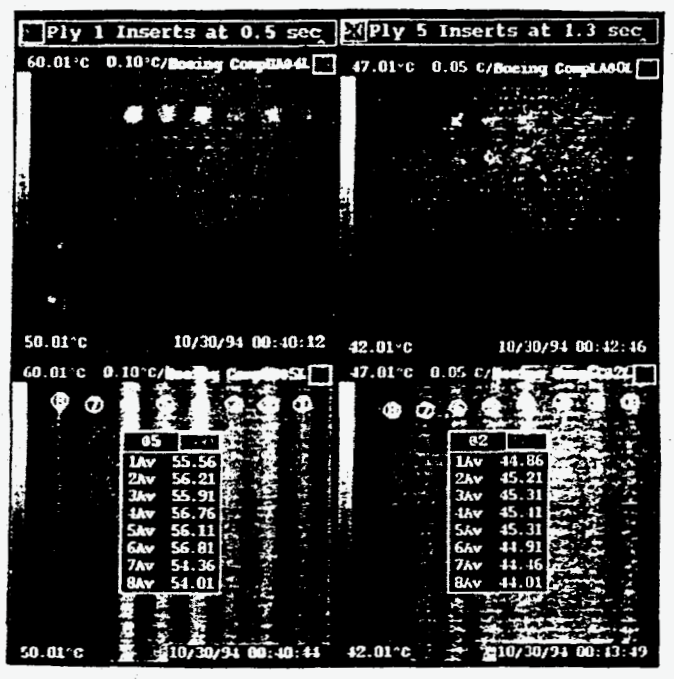 Ply 1 Inserts at 0.5 sec
60.01°C 0.10°C/Boeing
50.01°C 10/30/94 00:40:12
Ply 5 Inserts at 1.3 sec
47.01°C 0.05 C/Boeing
42.01°C 10/30/94 00:42:46
60.01°C 0.10°C/
8 7
05
1Av 55.56
2Av 56.21
3Av 55.91
4Av 56.76
5Av 56.11
6Av 56.81
7Av 54.36
8Av 54.01
50.01°C 10/30/94 00:40:44
47.01°C 0.05 C/
8 7
02
1Av 44.86
2Av 45.21
3Av 45.31
4Av 45.41
5Av 45.31
6Av 44.91
7Av 44.46
8Av 44.01
42.01°C 10/30/94 00:43:49